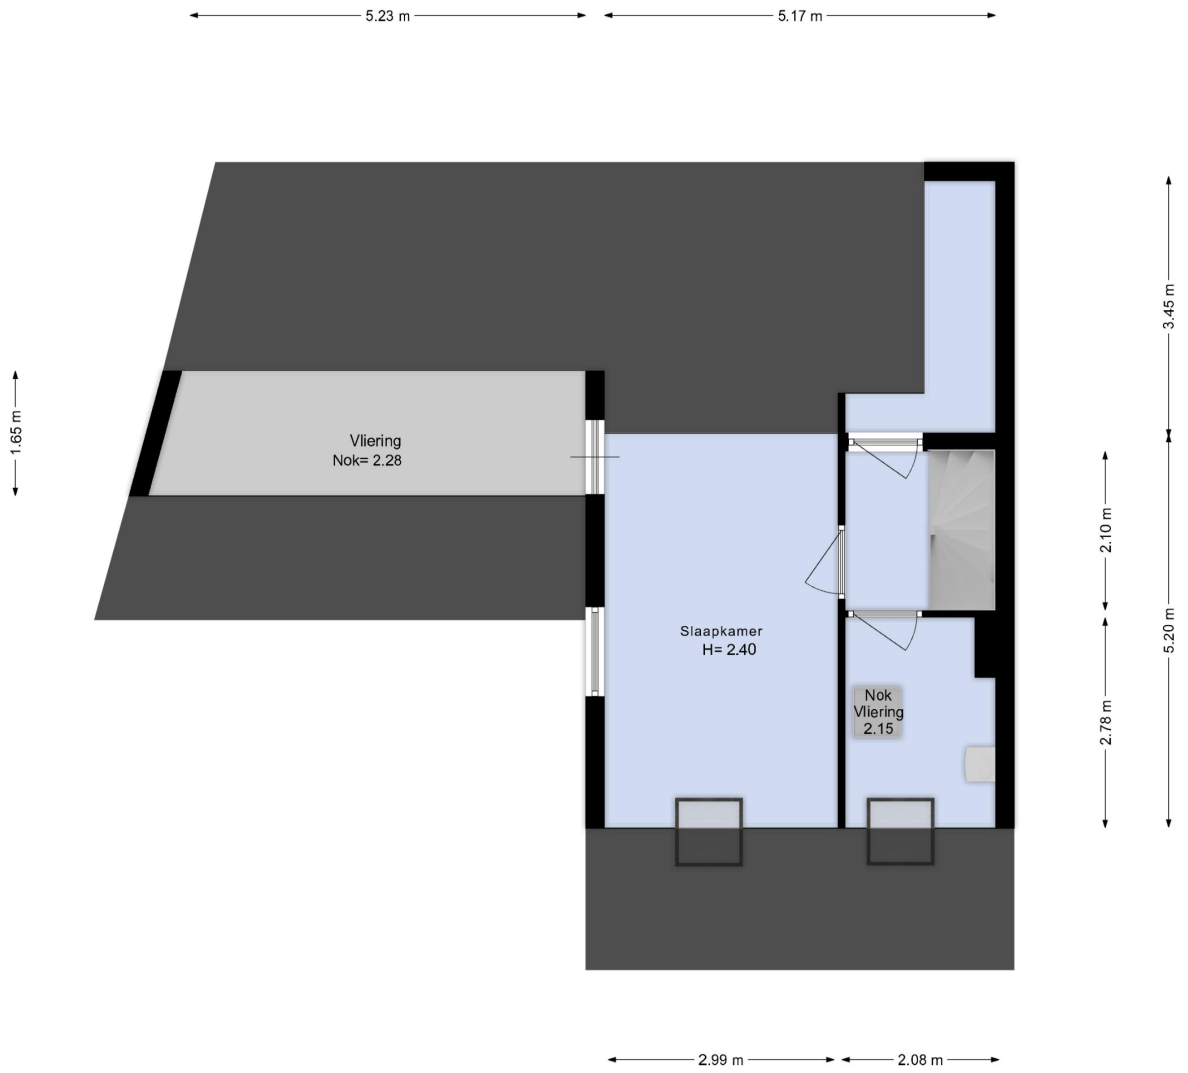 5.23 m
5.17 m
3.45 m
1.65 m
Vliering
Nok= 2.28
2.10 m
5.20 m
Slaapkamer
H= 2.40
Nok
Vliering
2.15
2.78 m
2.99 m
2.08 m